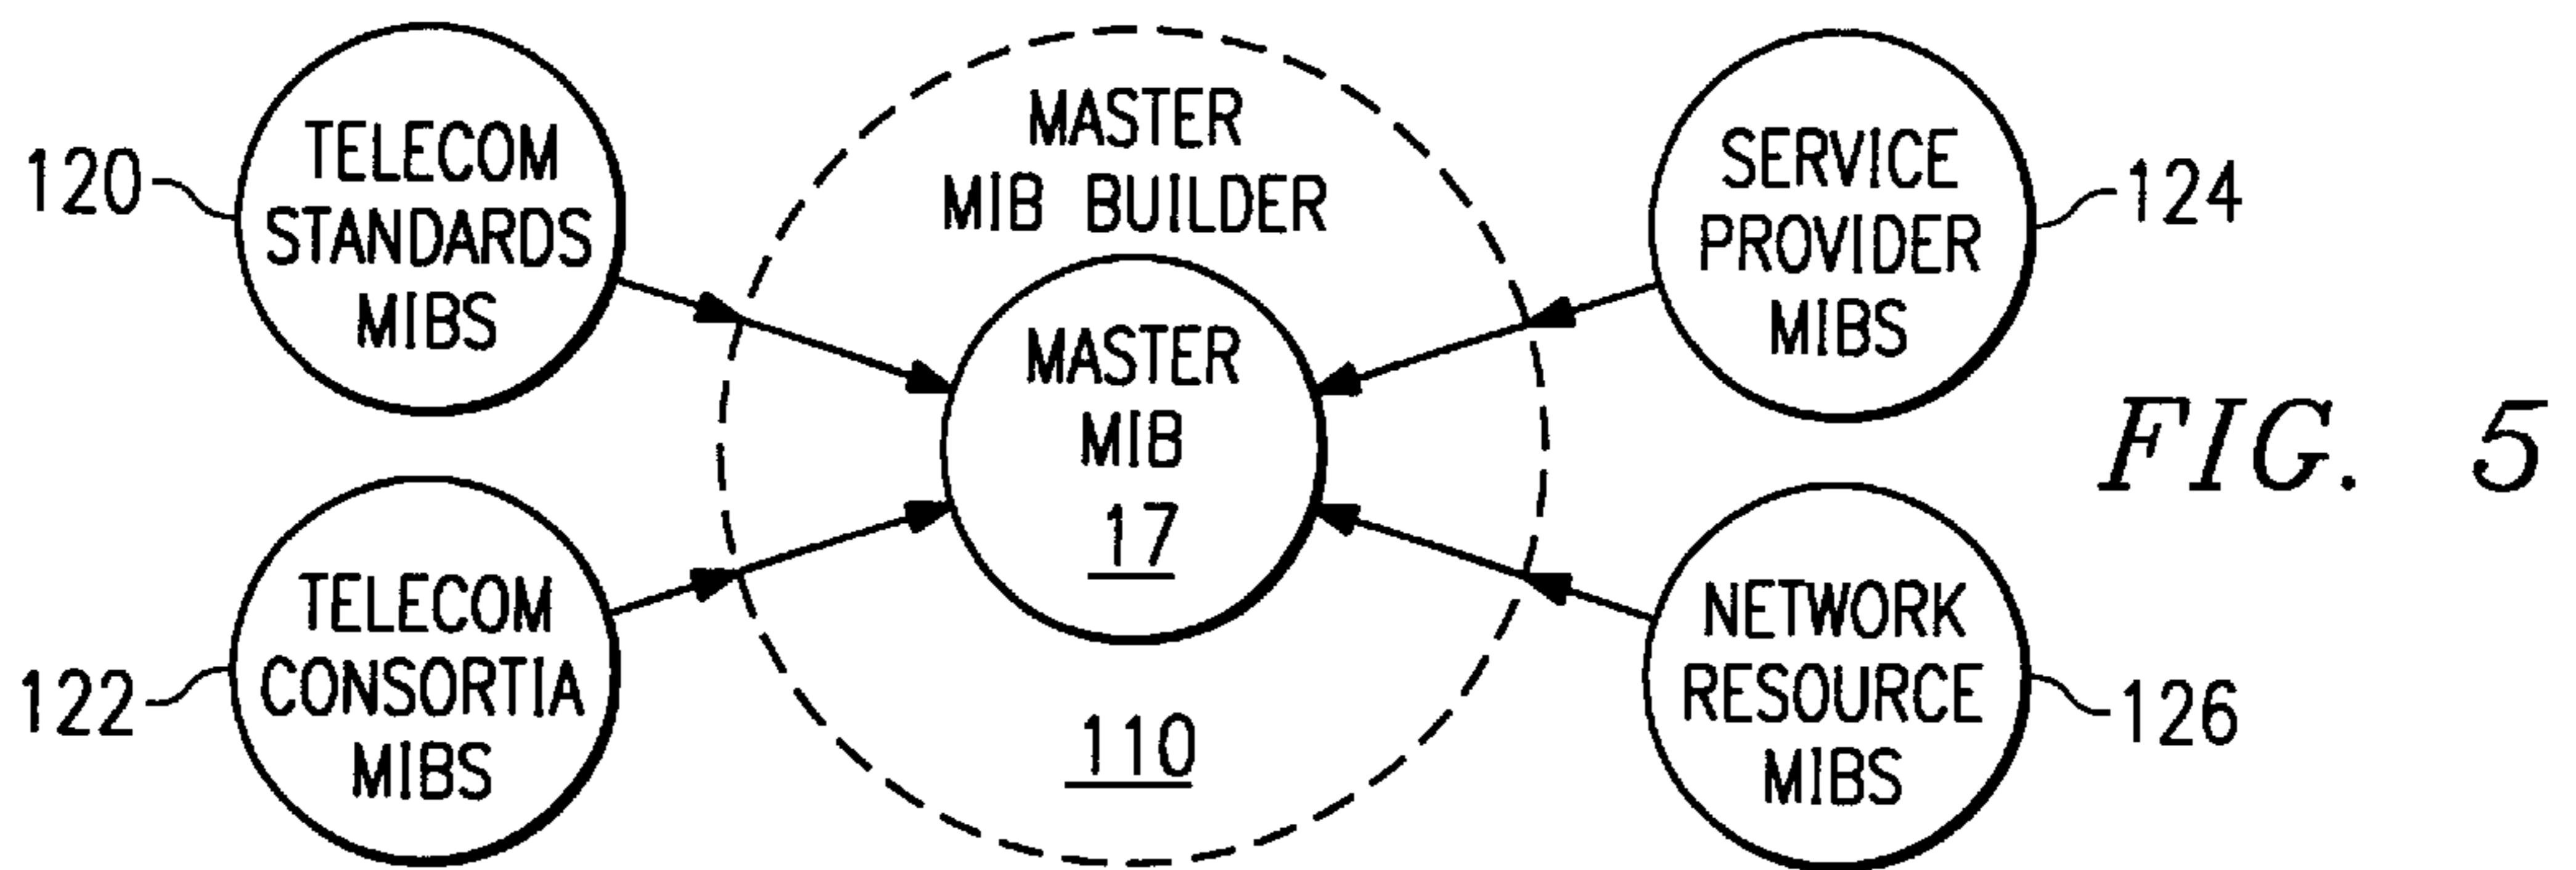 120
TELECOM
STANDARDS
MIBS
122
TELECOM
CONSORTIA
MIBS
MASTER
MIB BUILDER
MASTER
MIB
17
110
SERVICE
PROVIDER
MIBS
124
NETWORK
RESOURCE
MIBS
126
FIG. 5